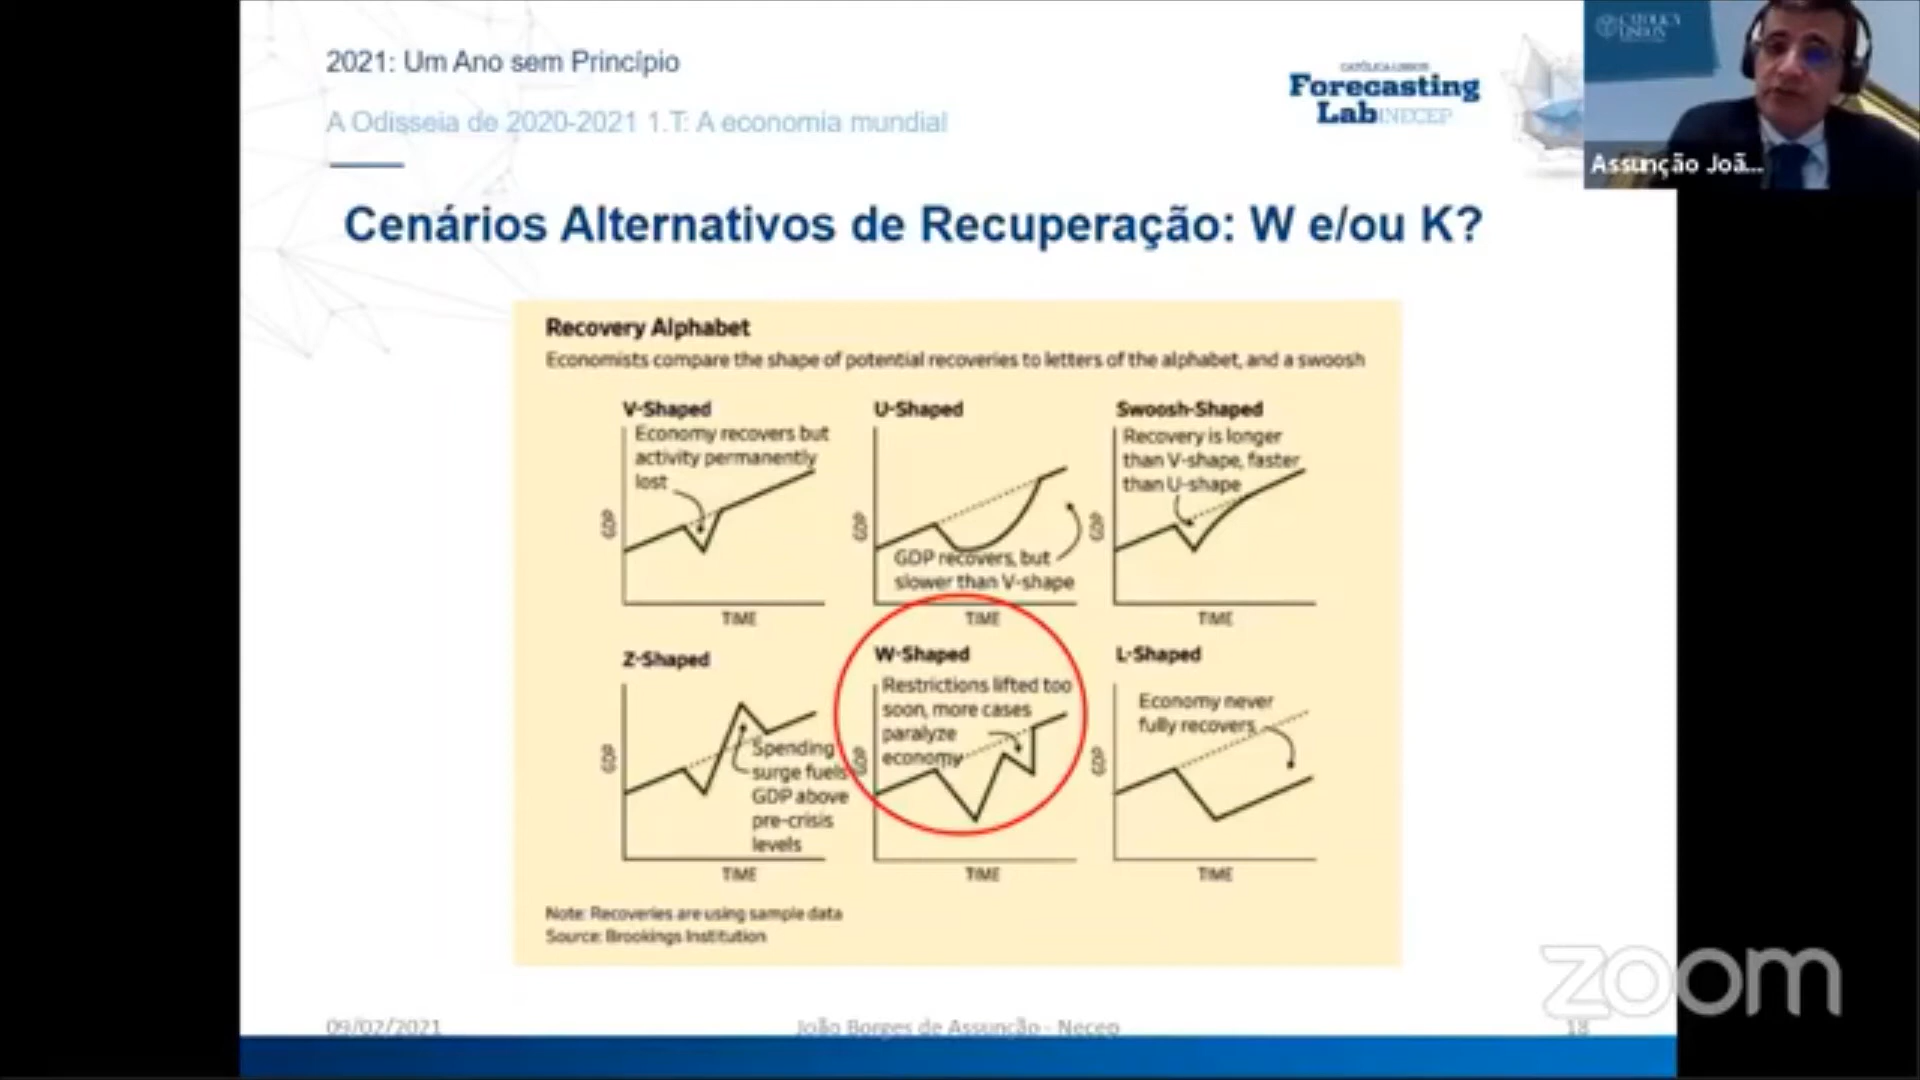 2021: Um Ano sem Princípio
A Odisseia de 2020-2021 1.T: A economia mundial
CATÓLICA-LISBON
Forecasting
Lab NECEP
CATÓLICA
LISBON
Assunção Joã...
Cenários Alternativos de Recuperação: W e/ou K?
Recovery Alphabet
Economists compare the shape of potential recoveries to letters of the alphabet, and a swoosh
V-Shaped
Economy recovers but
activity permanently
lost
GDP
TIME
U-Shaped
GDP recovers, but
slower than V-shape
GDP
TIME
Swoosh-Shaped
Recovery is longer
than V-shape, faster
than U-shape
GDP
TIME
Z-Shaped
Spending
surge fuels
GDP above
pre-crisis
levels
GDP
TIME
W-Shaped
Restrictions lifted too
soon, more cases
paralyze
economy
GDP
TIME
L-Shaped
Economy never
fully recovers
GDP
TIME
Note: Recoveries are using sample data
Source: Brookings Institution
09/02/2021
João Borges de Assunção - Necep
18
zoom